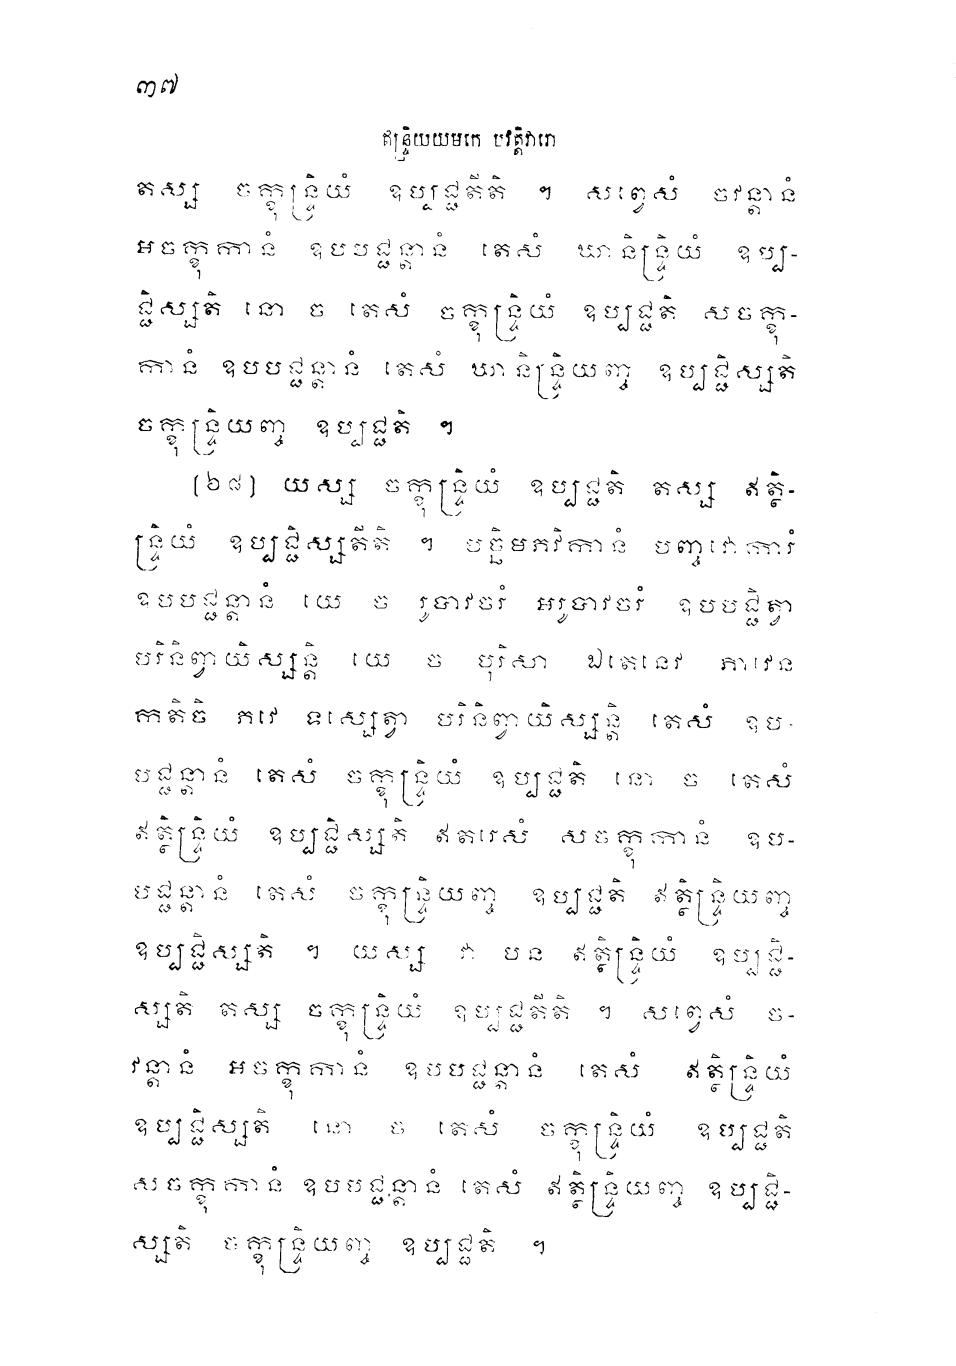 ៣៧
ឥន្ទ្រិយយមកេ បវត្តិវារោ
តស្ស ចក្ខុន្ទ្រិយំ ឧប្បជ្ជតីតិ ។ សព្វេសំ ចវន្តានំ
អចក្ខុកានំ ឧបបជ្ជន្តានំ តេសំ ឃានិន្ទ្រិយំ ឧប្ប-
ជ្ជិស្សតិ នោ ច តេសំ ចក្ខុន្ទ្រិយំ ឧប្បជ្ជតិ សចក្ខុ-
កានំ ឧបបជ្ជន្តានំ តេសំ ឃានិន្ទ្រិយញ្ច ឧប្បជ្ជិស្សតិ
ចក្ខុន្ទ្រិយញ្ច ឧប្បជ្ជតិ ។
[៦៨] យស្ស ចក្ខុន្ទ្រិយំ ឧប្បជ្ជតិ តស្ស ឥត្ថិ-
ន្ទ្រិយំ ឧប្បជ្ជិស្សតីតិ ។ បច្ឆិមភវិកានំ បញ្ចវោការំ
ឧបបជ្ជន្តានំ យេ ច រូបាវចរំ អរូបាវចរំ ឧបបជ្ជិត្វា
បរិនិព្វាយិស្សន្តិ យេ ច បុរិសា ឯតេនេវ ភាវេន
កតិចិ ភវេ ទស្សេត្វា បរិនិព្វាយិស្សន្តិ តេសំ ឧប-
បជ្ជន្តានំ តេសំ ចក្ខុន្ទ្រិយំ ឧប្បជ្ជតិ នោ ច តេសំ
ឥត្ថិន្ទ្រិយំ ឧប្បជ្ជិស្សតិ ឥតរេសំ សចក្ខុកានំ ឧប-
បជ្ជន្តានំ តេសំ ចក្ខុន្ទ្រិយញ្ច ឧប្បជ្ជតិ ឥត្ថិន្ទ្រិយញ្ច
ឧប្បជ្ជិស្សតិ ។ យស្ស វា បន ឥត្ថិន្ទ្រិយំ ឧប្បជ្ជិ-
ស្សតិ តស្ស ចក្ខុន្ទ្រិយំ ឧប្បជ្ជតីតិ ។ សព្វេសំ ច-
វន្តានំ អចក្ខុកានំ ឧបបជ្ជន្តានំ តេសំ ឥត្ថិន្ទ្រិយំ
ឧប្បជ្ជិស្សតិ នោ ច តេសំ ចក្ខុន្ទ្រិយំ ឧប្បជ្ជតិ
សចក្ខុកានំ ឧបបជ្ជន្តានំ តេសំ ឥត្ថិន្ទ្រិយញ្ច ឧប្បជ្ជិ-
ស្សតិ ចក្ខុន្ទ្រិយញ្ច ឧប្បជ្ជតិ ។